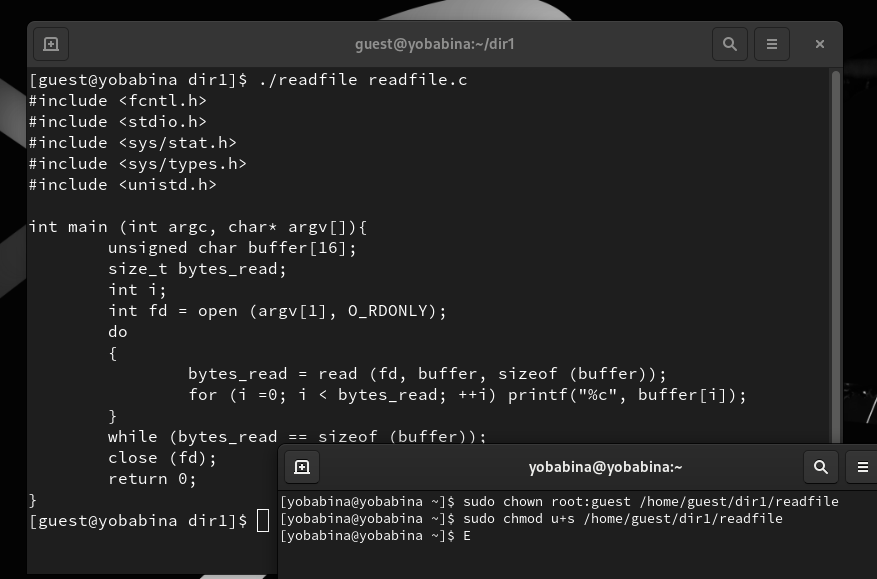 guest@yobabina:~/dir1
[guest@yobabina dir1]$ ./readfile readfile.c
#include <fcntl.h>
#include <stdio.h>
#include <sys/stat.h>
#include <sys/types.h>
#include <unistd.h>
int main (int argc, char* argv[]){
        unsigned char buffer[16];
        size_t bytes_read;
        int i;
        int fd = open (argv[1], O_RDONLY);
        do
        {
                bytes_read = read (fd, buffer, sizeof (buffer));
                for (i =0; i < bytes_read; ++i) printf("%c", buffer[i]);
        }
        while (bytes_read == sizeof (buffer));
        close (fd);
        return 0;
}
[guest@yobabina dir1]$
yobabina@yobabina:~
[yobabina@yobabina ~]$ sudo chown root:guest /home/guest/dir1/readfile
[yobabina@yobabina ~]$ sudo chmod u+s /home/guest/dir1/readfile
[yobabina@yobabina ~]$ E